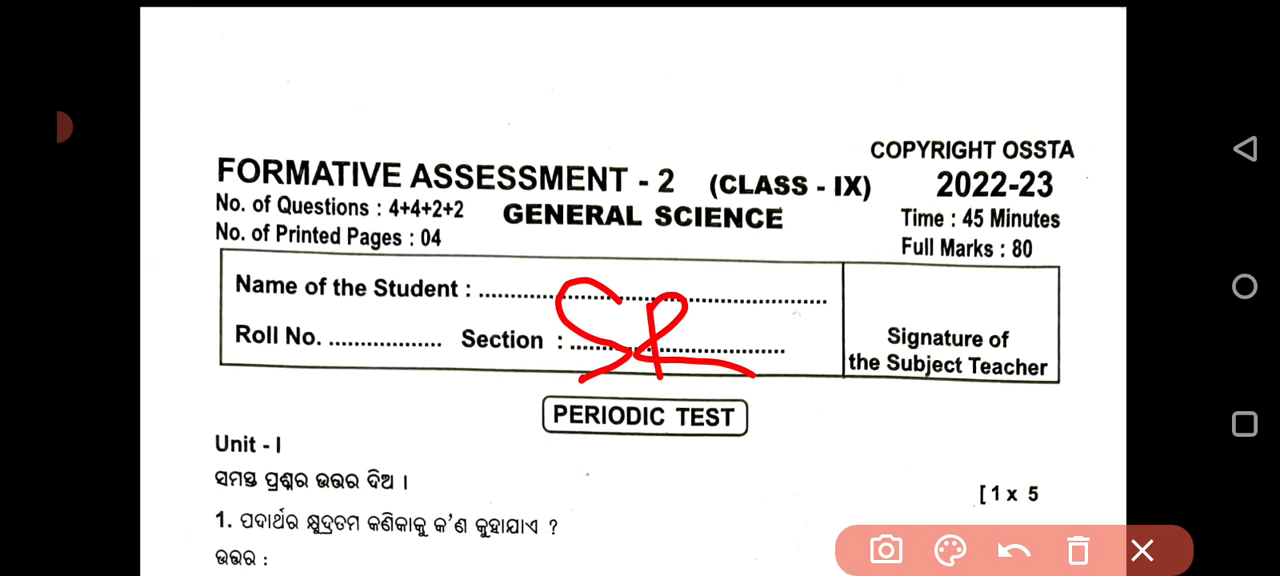 COPYRIGHT OSSTA
FORMATIVE ASSESSMENT - 2 (CLASS - IX) 2022-23
No. of Questions : 4+4+2+2 GENERAL SCIENCE Time : 45 Minutes
No. of Printed Pages : 04 Full Marks : 80
Name of the Student : ........................................................
Roll No. .................. Section : ..................................
Signature of
the Subject Teacher
PERIODIC TEST
Unit - I
ସମସ୍ତ ପ୍ରଶ୍ନର ଉତ୍ତର ଦିଅ ।
[ 1 x 5
1. ପଦାର୍ଥର କ୍ଷୁଦ୍ରତମ କଣିକାକୁ କ'ଣ କୁହାଯାଏ ?
ଉତ୍ତର :